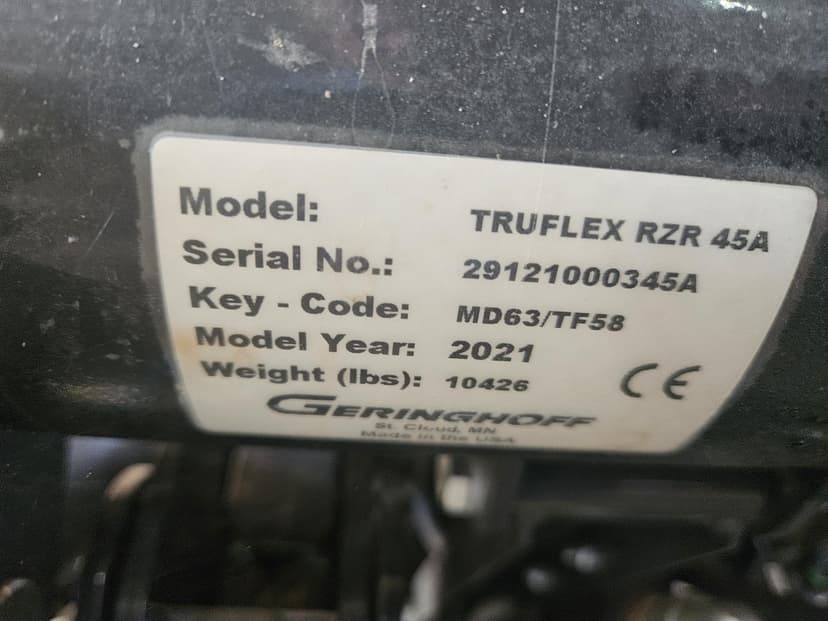 Model: TRUFLEX RZR 45A
Serial No.: 29121000345A
Key - Code: MD63/TF58
Model Year: 2021
Weight (lbs): 10426
CE
GERINGHOFF
St. Cloud, MN
Made in the USA